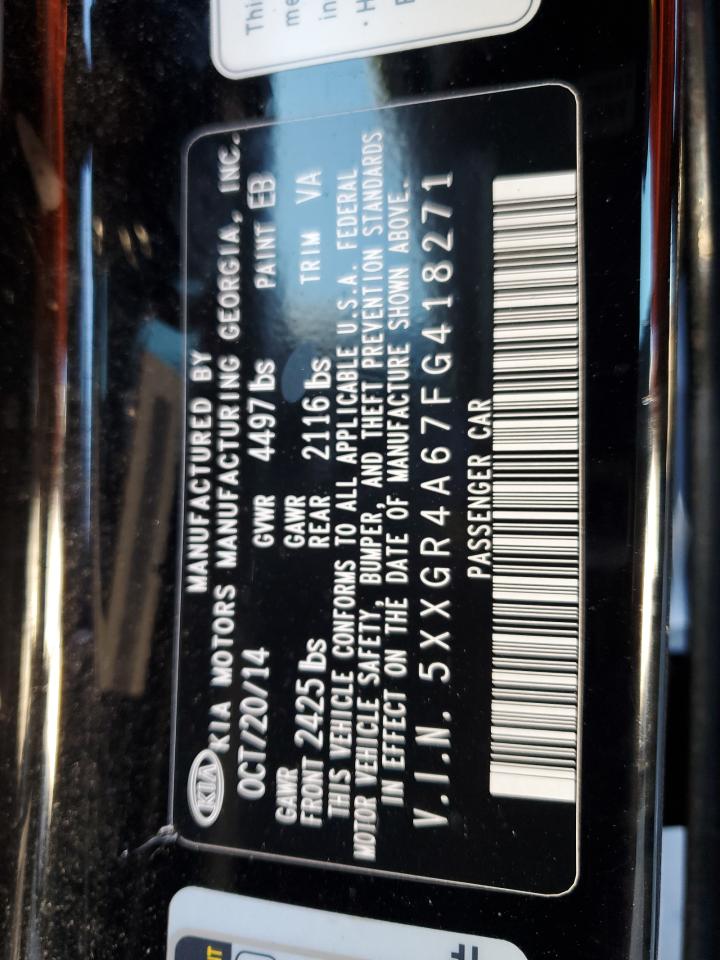 MANUFACTURED BY
KIA KIA MOTORS MANUFACTURING GEORGIA, INC.
OCT/20/14 GVWR 4497 lbs PAINT EB
GAWR FRONT 2425 lbs GAWR REAR 2116 lbs TRIM VA
THIS VEHICLE CONFORMS TO ALL APPLICABLE U.S.A. FEDERAL
MOTOR VEHICLE SAFETY, BUMPER, AND THEFT PREVENTION STANDARDS
IN EFFECT ON THE DATE OF MANUFACTURE SHOWN ABOVE.
V.I.N. 5XXGR4A67FG418271
PASSENGER CAR